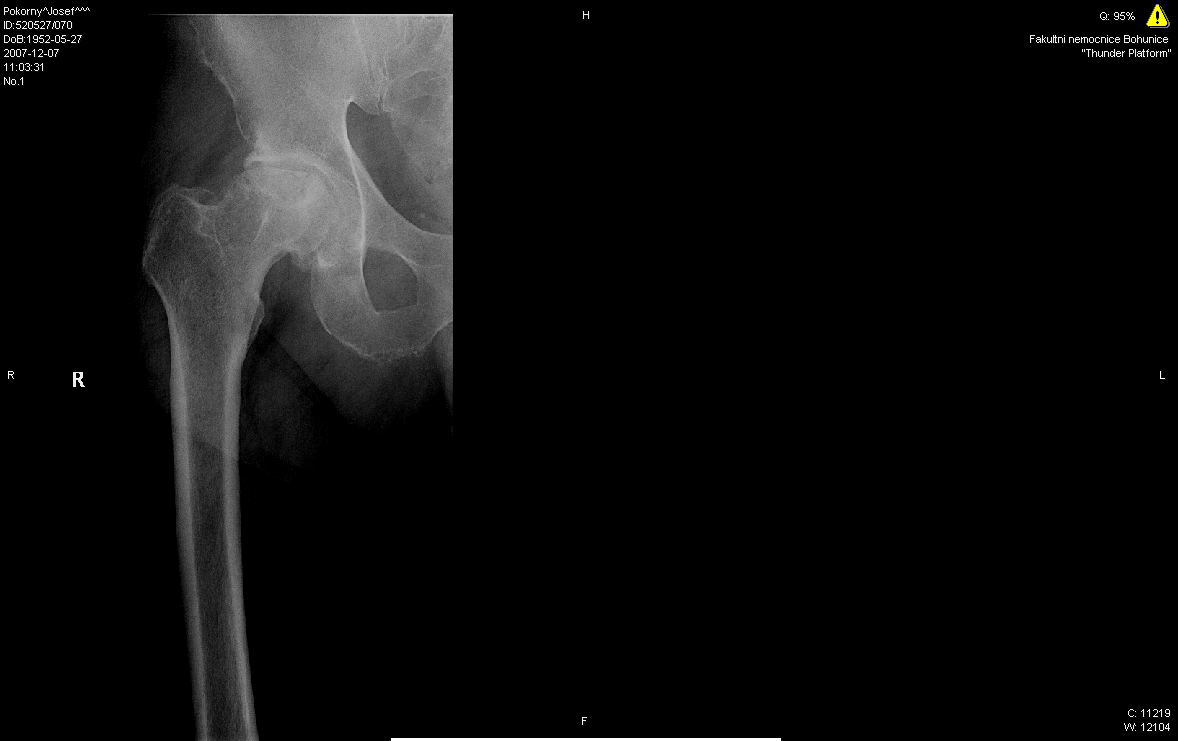 Pokorny^Josef^^^
ID:520527/070
DoB:1952-05-27
2007-12-07
11:03:31
No.1
H
Q: 95%
Fakultni nemocnice Bohunice
"Thunder Platform"
R
R
L
F
C: 11219
W: 12104